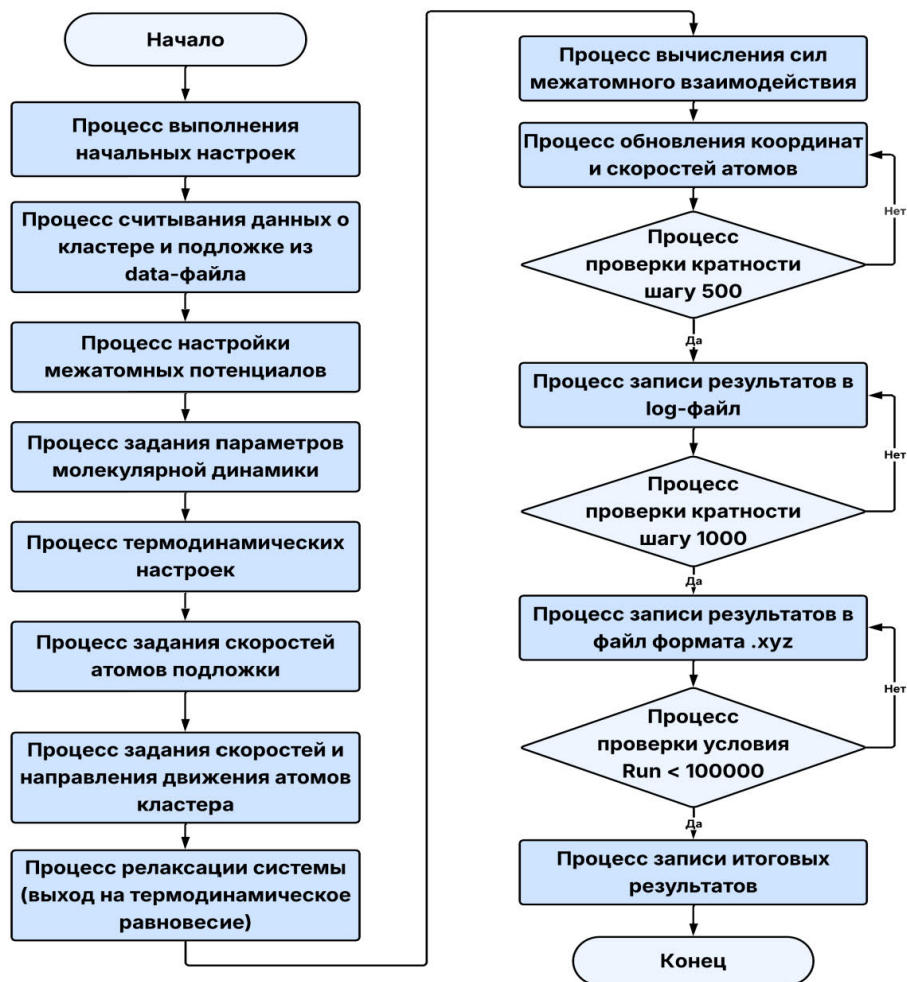 Начало
Процесс выполнения
начальных настроек
Процесс считывания данных о
кластере и подложке из
data-файла
Процесс настройки
межатомных потенциалов
Процесс задания параметров
молекулярной динамики
Процесс термодинамических
настроек
Процесс задания скоростей
атомов подложки
Процесс задания скоростей и
направления движения атомов
кластера
Процесс релаксации системы
(выход на термодинамическое
равновесие)
Процесс вычисления сил
межатомного взаимодействия
Процесс обновления координат
и скоростей атомов
Нет
Процесс
проверки кратности
шагу 500
Да
Процесс записи результатов в
log-файл
Нет
Процесс
проверки кратности
шагу 1000
Да
Процесс записи результатов в
файл формата .xyz
Нет
Процесс
проверки условия
Run < 100000
Да
Процесс записи итоговых
результатов
Конец